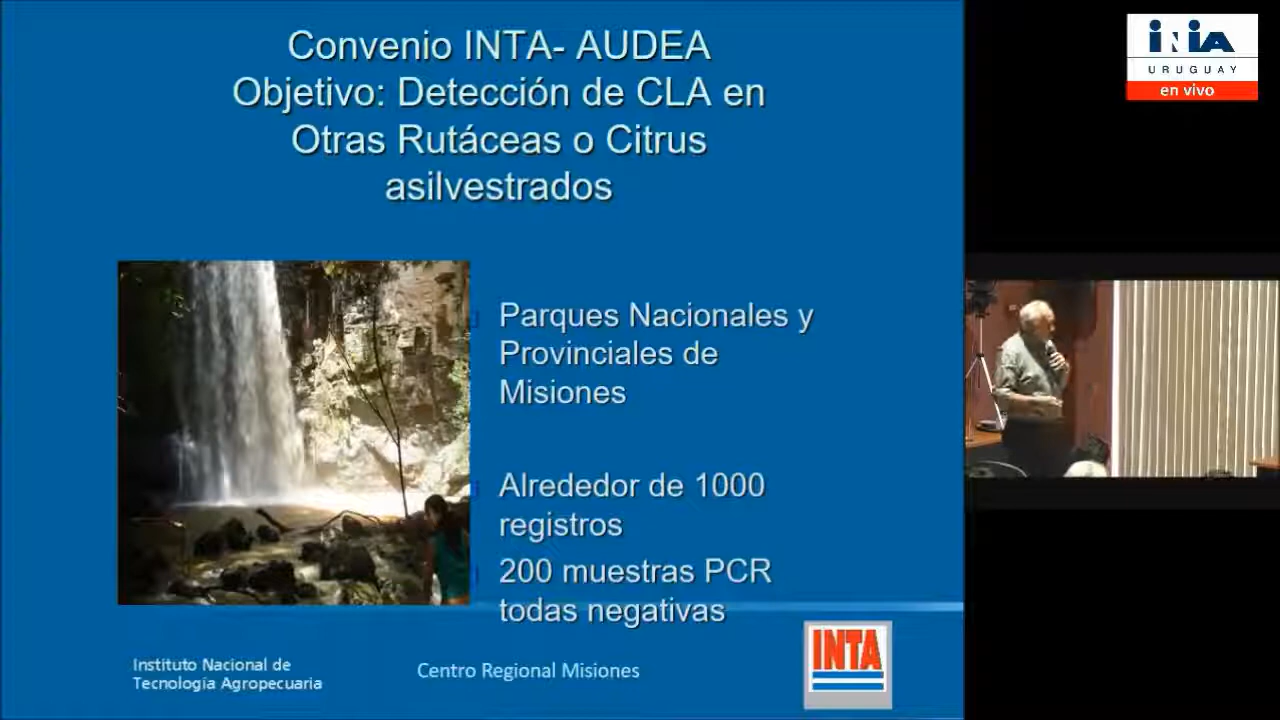 Convenio INTA- AUDEA
Objetivo: Detección de CLA en
Otras Rutáceas o Citrus
asilvestrados
Parques Nacionales y
Provinciales de
Misiones
Alrededor de 1000
registros
200 muestras PCR
todas negativas
Instituto Nacional de
Tecnología Agropecuaria
Centro Regional Misiones
INTA
INIA
URUGUAY
en vivo